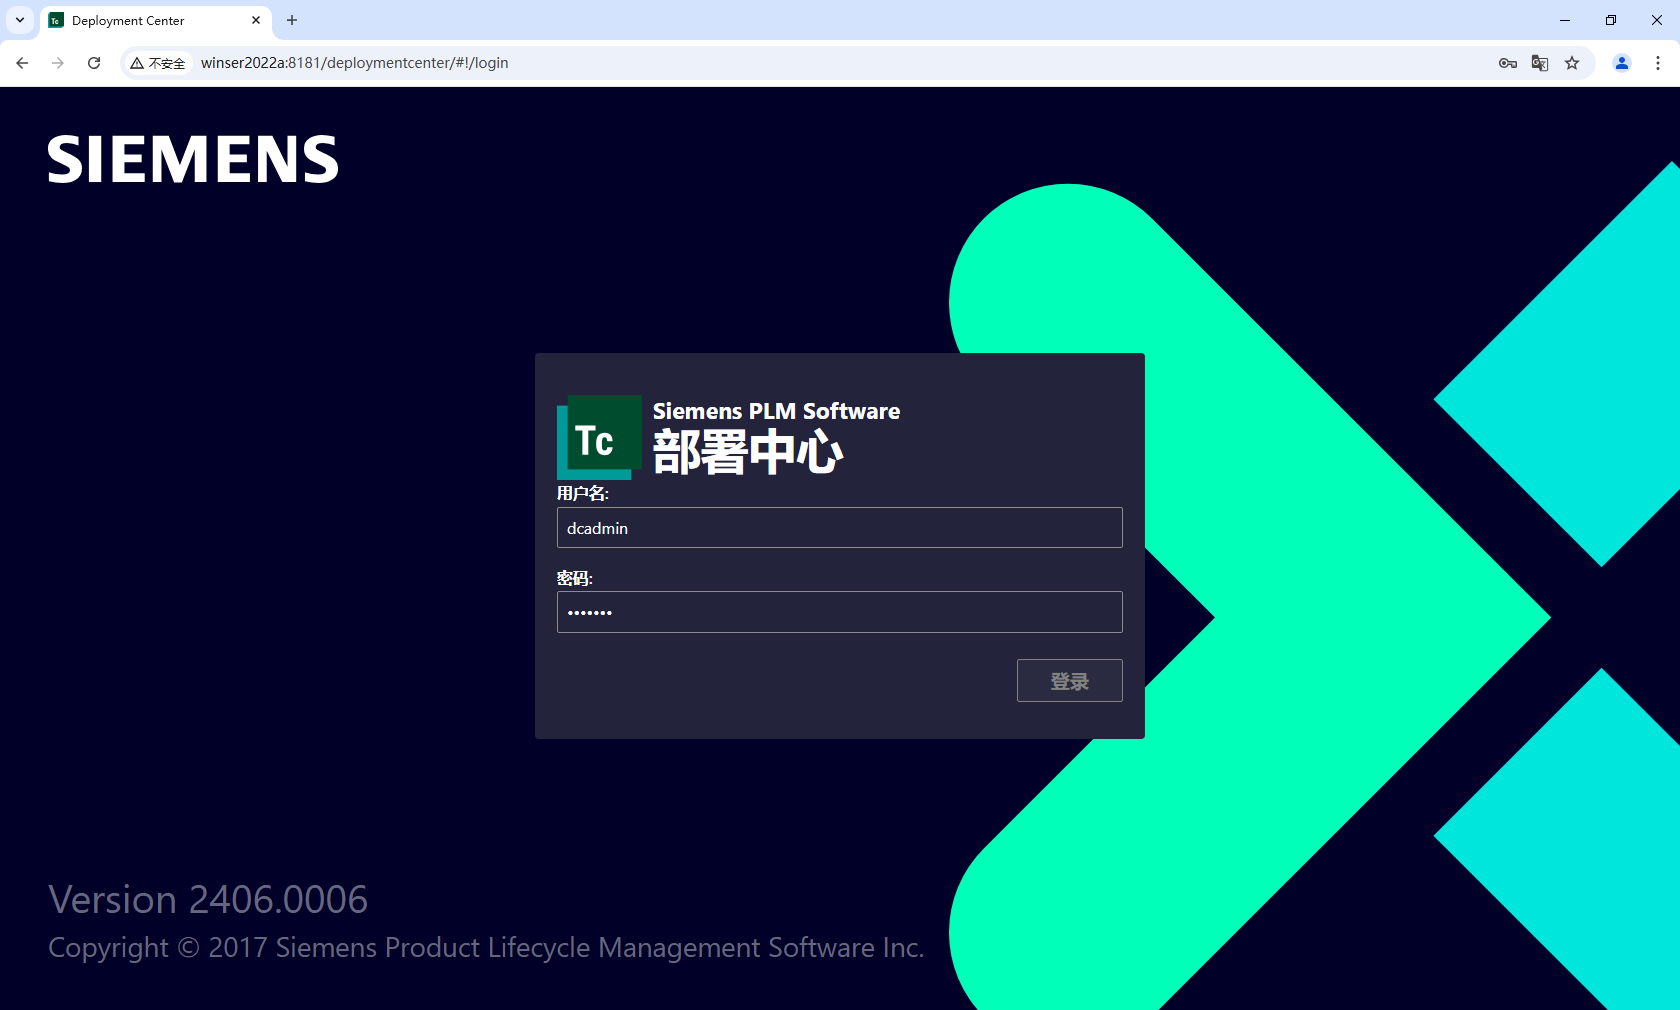 Tc Deployment Center
不安全 winser2022a:8181/deploymentcenter/#!/login
SIEMENS
Tc
Siemens PLM Software
部署中心
用户名:
dcadmin
密码:
•••••••
登录
Version 2406.0006
Copyright © 2017 Siemens Product Lifecycle Management Software Inc.